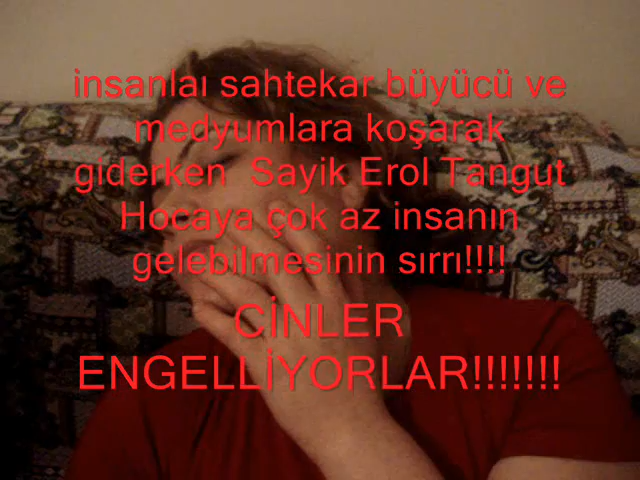 insanlaı sahtekar büyücü ve
medyumlara koşarak
giderken  Sayik Erol Tangut
Hocaya çok az insanın
gelebilmesinin sırrı!!!!
CİNLER
ENGELLİYORLAR!!!!!!!